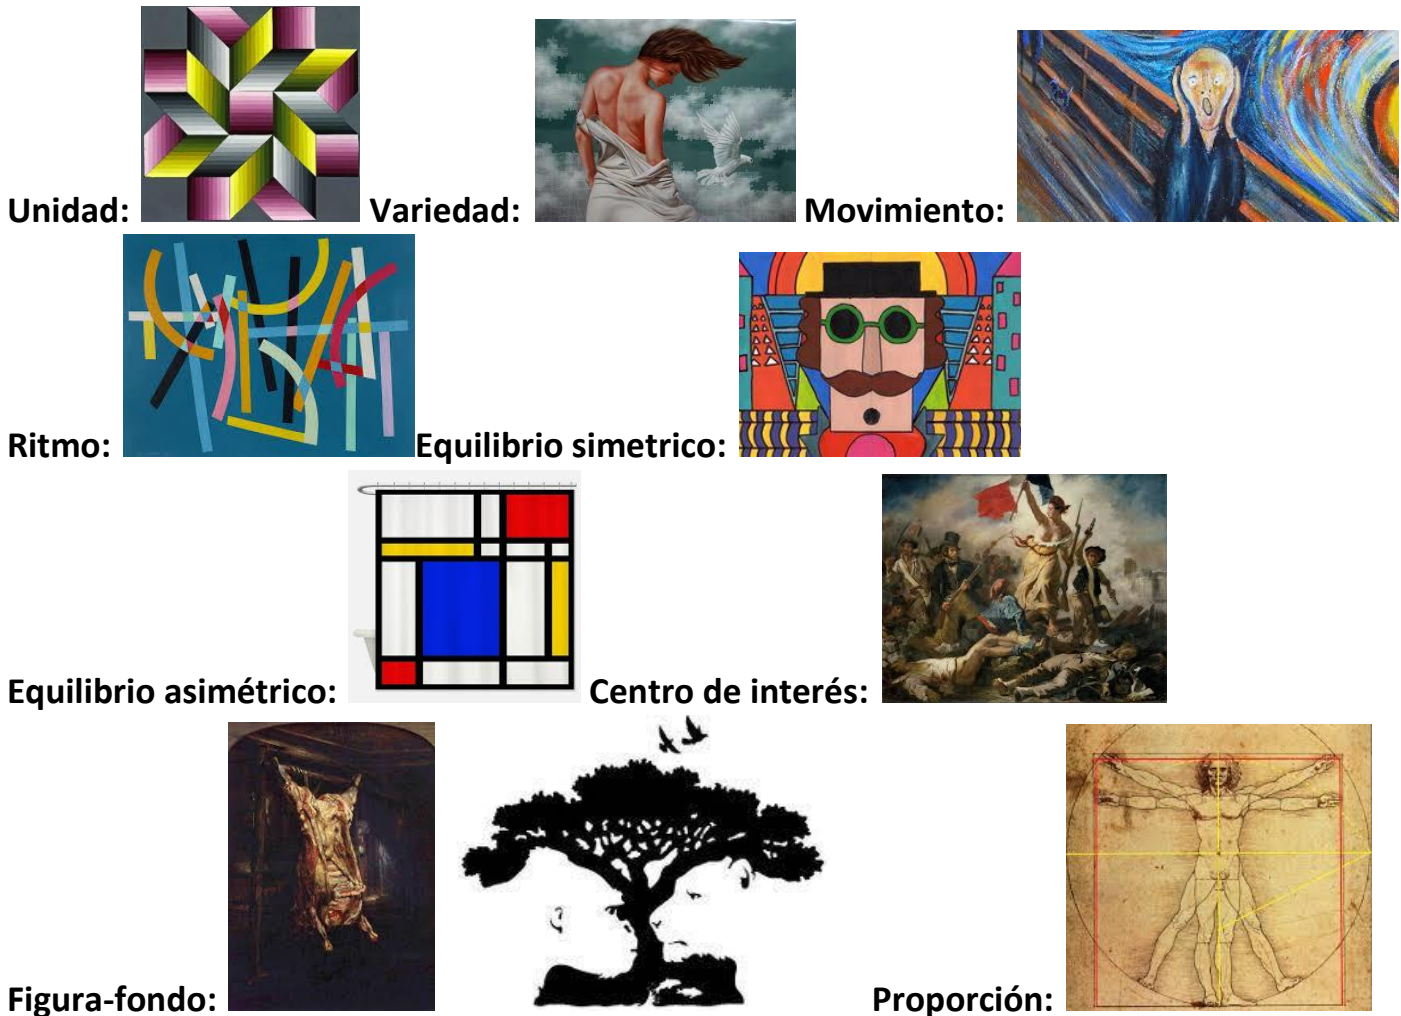 Unidad: Variedad: Movimiento:
Ritmo: Equilibrio simetrico:
Equilibrio asimétrico: Centro de interés:
Figura-fondo: Proporción: